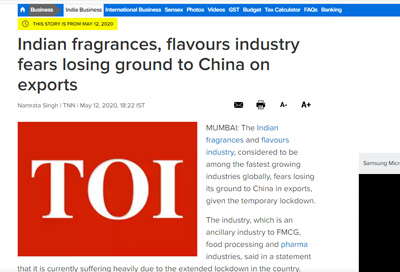 Business
India Business International Business Sensex Photos Videos GST Budget Tax Calculator FAQs Banking
THIS STORY IS FROM MAY 12, 2020
Indian fragrances, flavours industry
fears losing ground to China on
exports
Namrata Singh | TNN | May 12, 2020, 18:22 IST
A- A+
TOI
MUMBAI: The Indian
fragrances and flavours
industry, considered to be
among the fastest growing
industries globally, fears losing
its ground to China in exports,
given the temporary lockdown.
The industry, which is an
ancillary industry to FMCG,
food processing and pharma
industries, said in a statement
that it is currently suffering heavily due to the extended lockdown in the country.
Samsung Micro